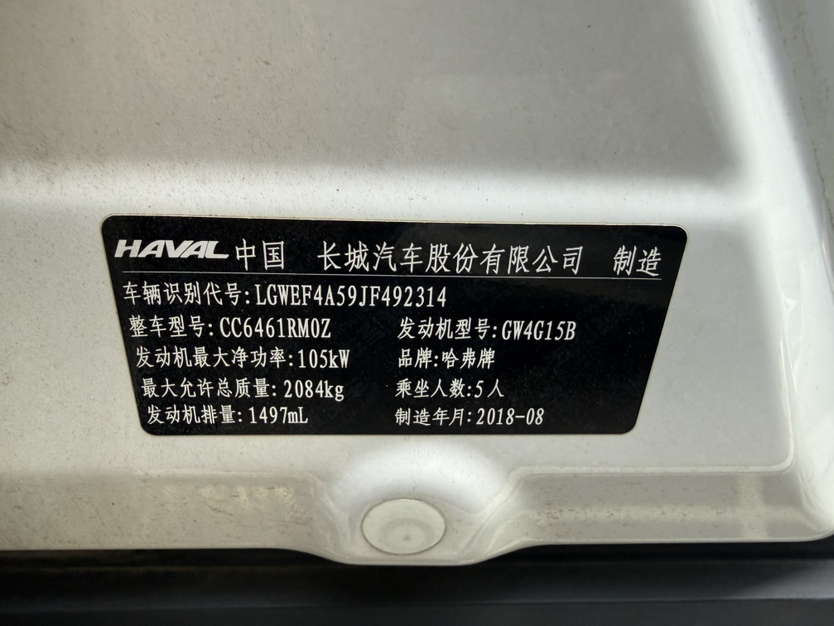 HAVAL 中国 长城汽车股份有限公司 制造
车辆识别代号:LGWEF4A59JF492314
整车型号:CC6461RM0Z 发动机型号:GW4G15B
发动机最大净功率:105kW 品牌:哈弗牌
最大允许总质量:2084kg 乘坐人数:5人
发动机排量:1497mL 制造年月:2018-08